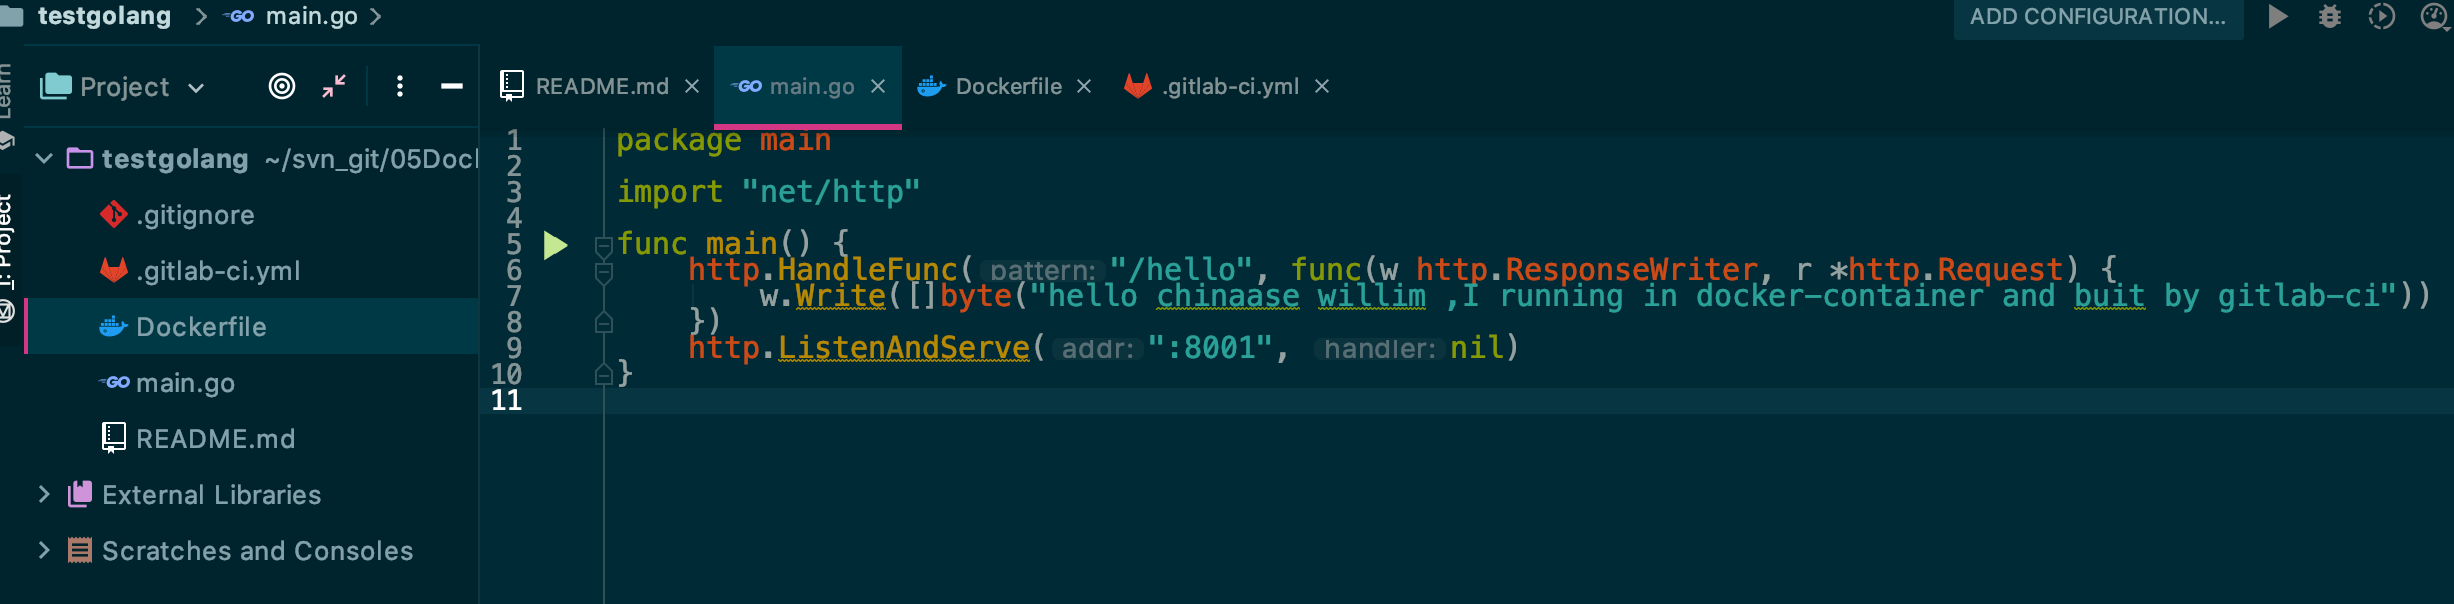 testgolang > main.go >
ADD CONFIGURATION...
Learn
1: Project
Project
testgolang ~/svn_git/05Doc
.gitignore
.gitlab-ci.yml
Dockerfile
main.go
README.md
External Libraries
Scratches and Consoles
README.md × main.go × Dockerfile × .gitlab-ci.yml ×
1 package main
2
3 import "net/http"
4
5 func main() {
6 http.HandleFunc( pattern: "/hello", func(w http.ResponseWriter, r *http.Request) {
7 w.Write([]byte("hello chinaase willim ,I running in docker-container and buit by gitlab-ci"))
8 })
9 http.ListenAndServe( addr: ":8001", handler: nil)
10 }
11